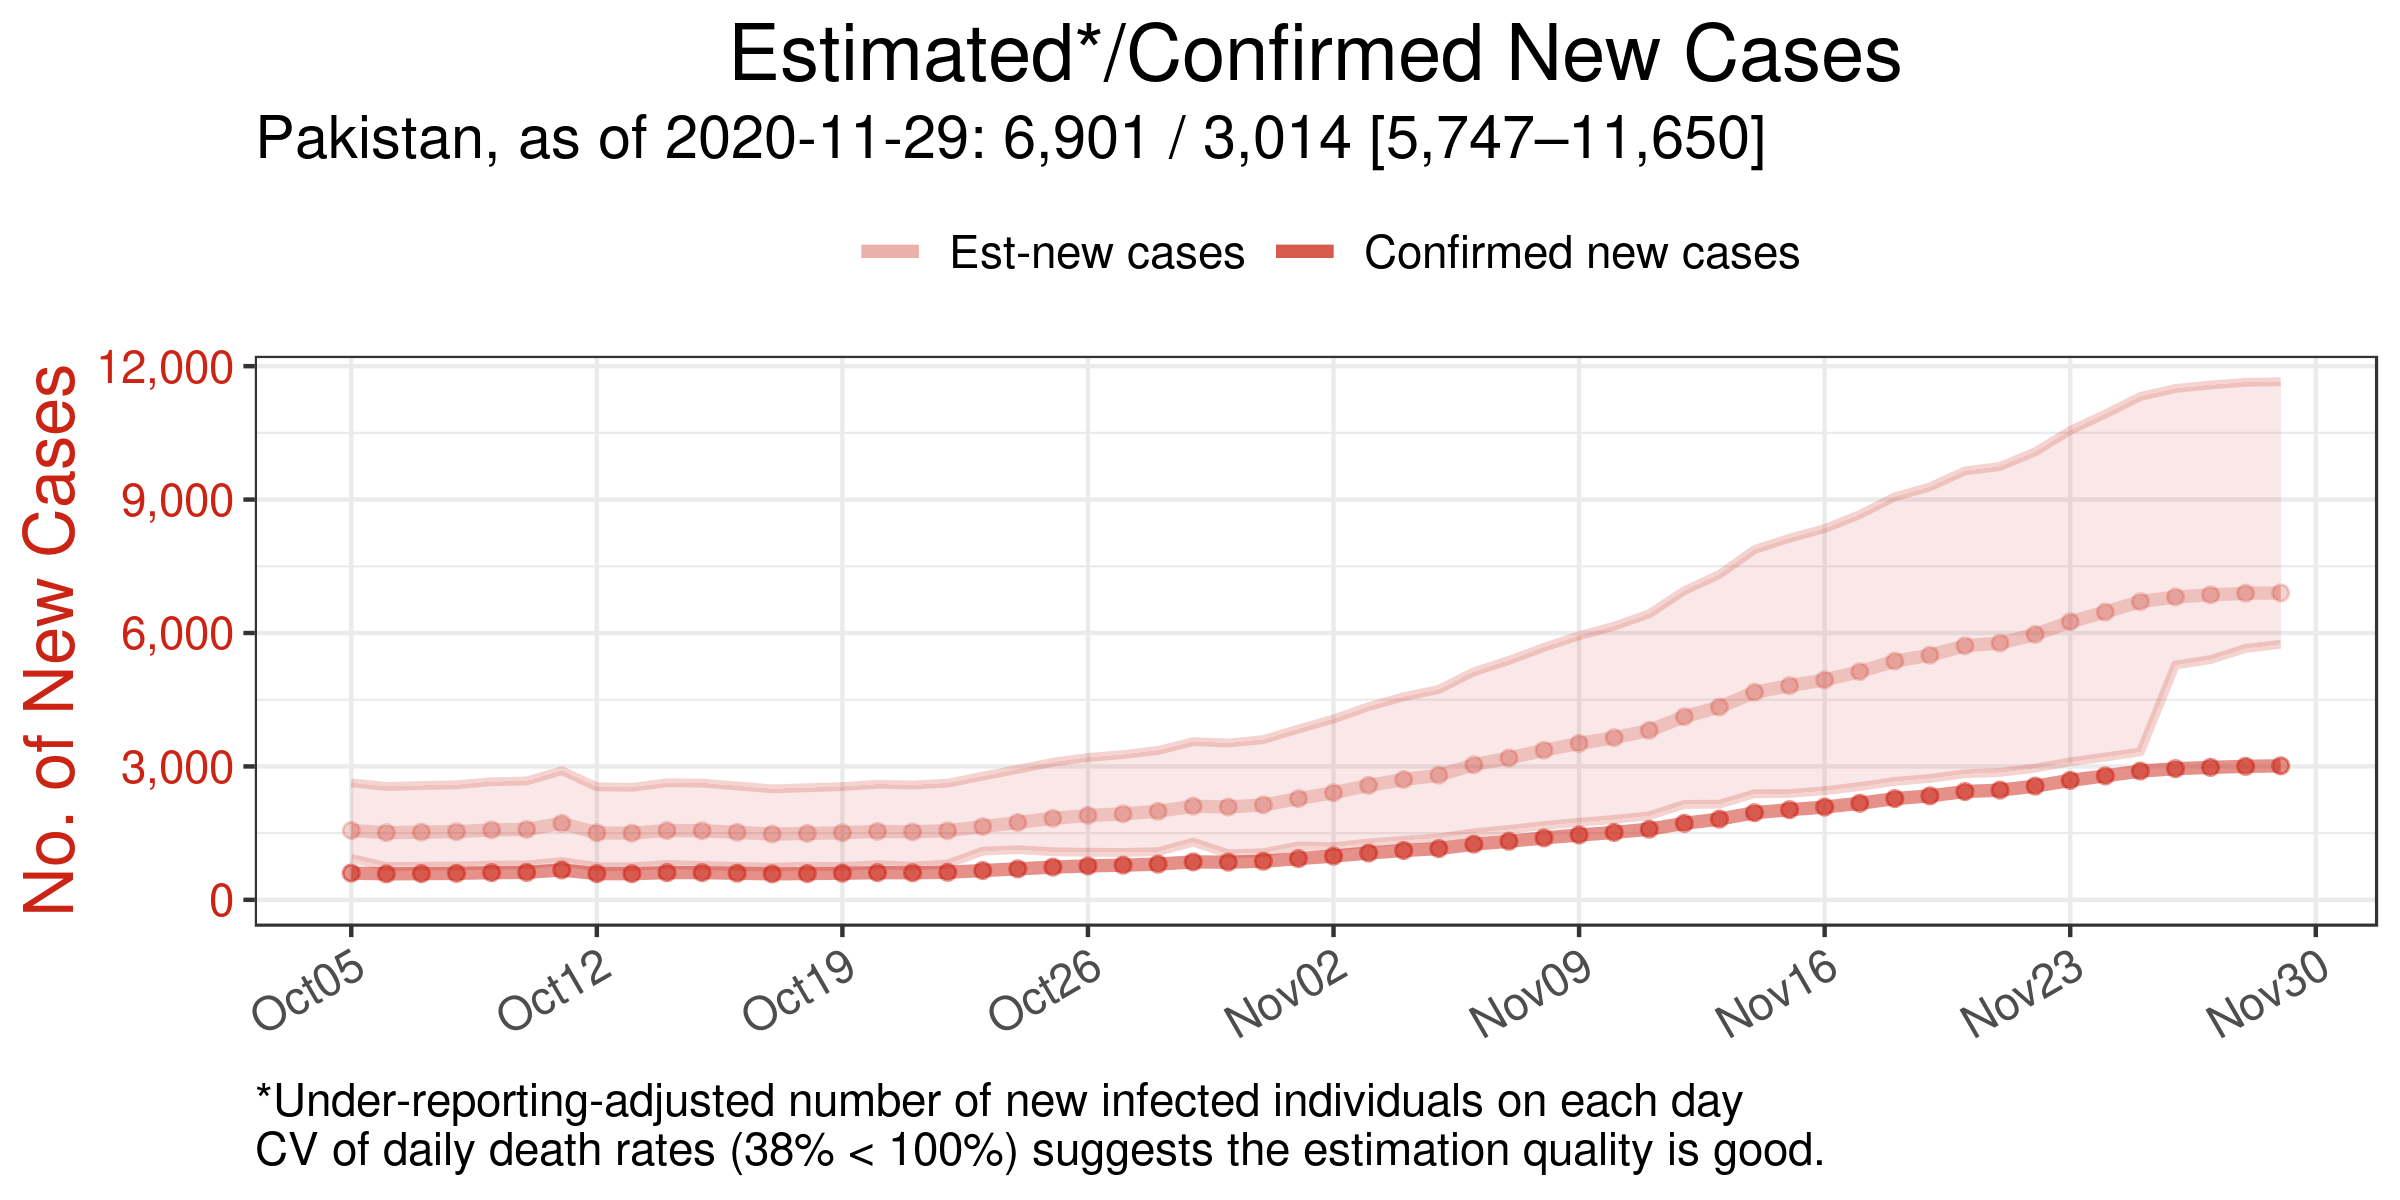 Estimated*/Confirmed New Cases
Pakistan, as of 2020-11-29: 6,901 / 3,014 [5,747–11,650]
Est-new cases Confirmed new cases
No. of New Cases
12,000
9,000
6,000
3,000
0
Oct05 Oct12 Oct19 Oct26 Nov02 Nov09 Nov16 Nov23 Nov30
*Under-reporting-adjusted number of new infected individuals on each day
CV of daily death rates (38% < 100%) suggests the estimation quality is good.